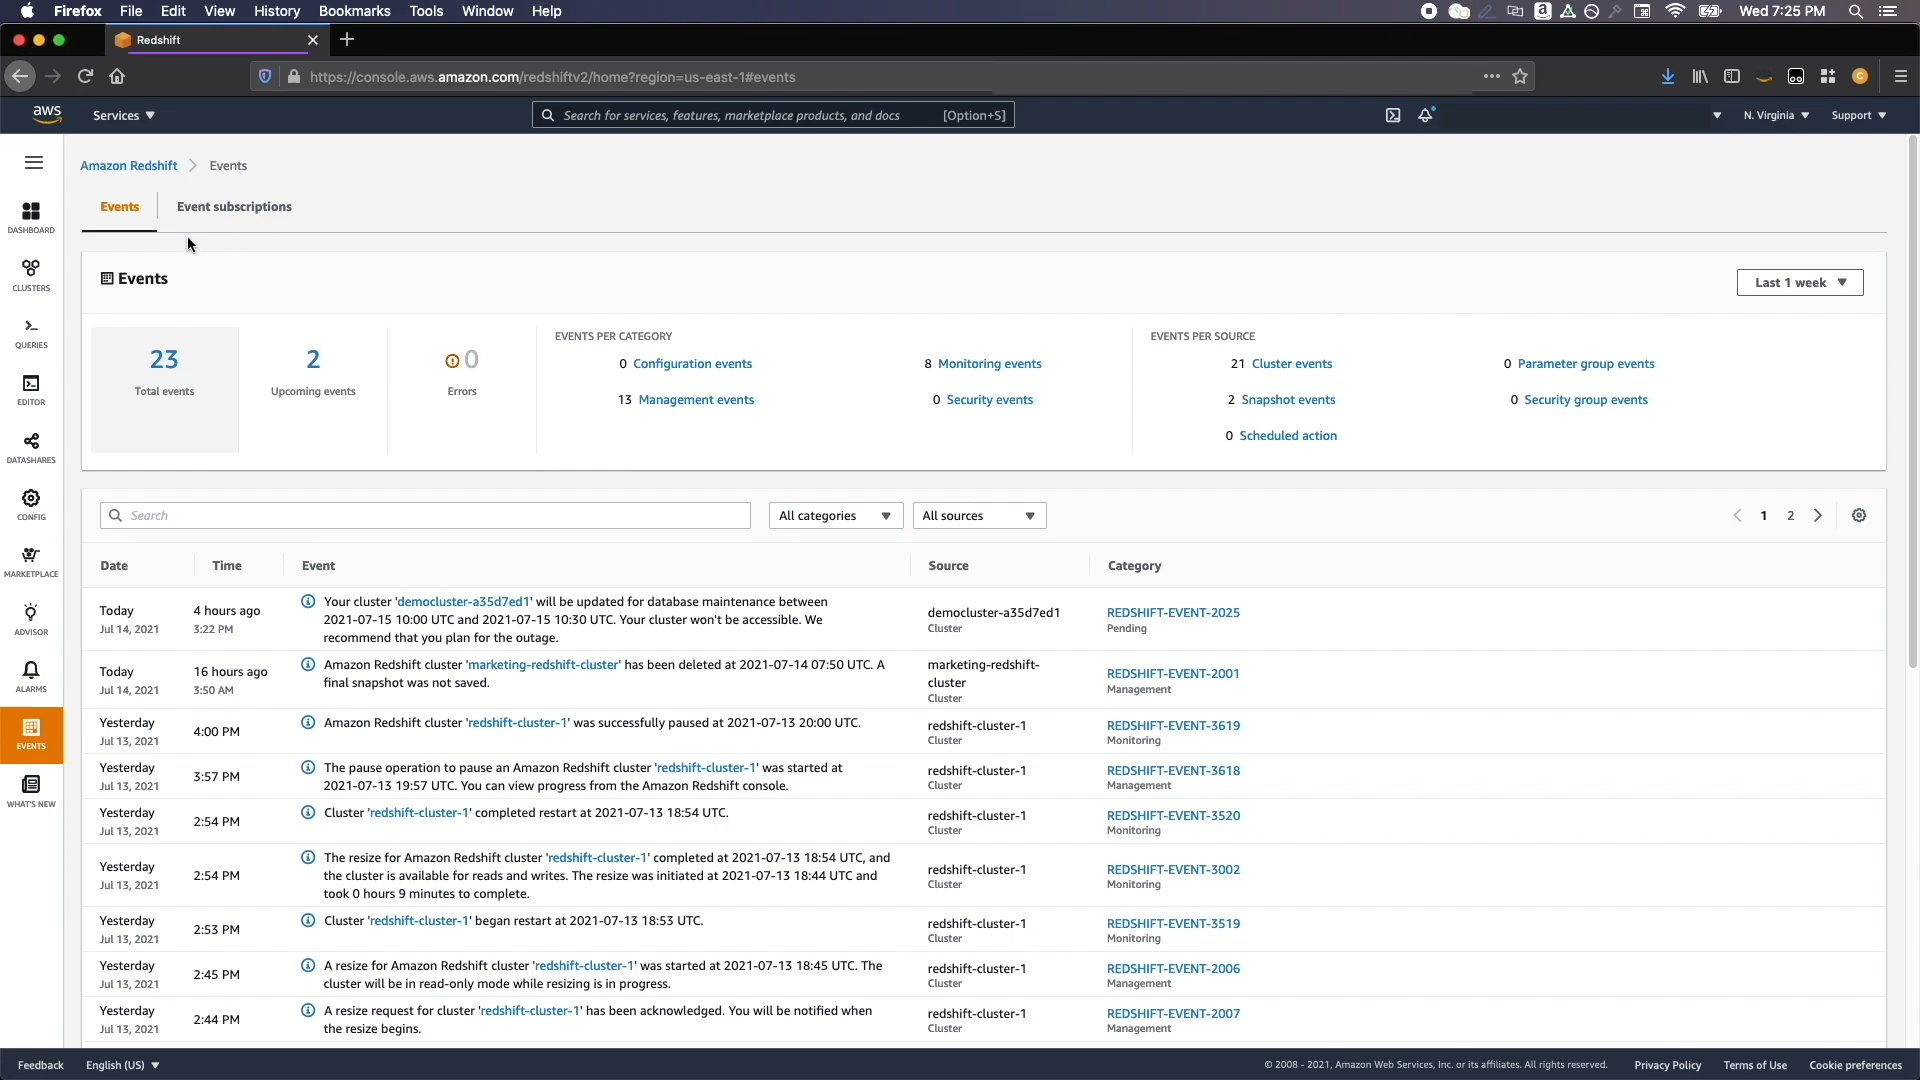 Firefox File Edit View History Bookmarks Tools Window Help
Wed 7:25 PM
Redshift
https://console.aws.amazon.com/redshiftv2/home?region=us-east-1#events
aws
Services
Search for services, features, marketplace products, and docs [Option+S]
N. Virginia
Support
Amazon Redshift Events
Events
Event subscriptions
DASHBOARD
CLUSTERS
QUERIES
EDITOR
DATASHARES
CONFIG
MARKETPLACE
ADVISOR
ALARMS
EVENTS
WHAT'S NEW
Events
Last 1 week
23
Total events
2
Upcoming events
0
Errors
EVENTS PER CATEGORY
0 Configuration events
8 Monitoring events
13 Management events
0 Security events
EVENTS PER SOURCE
21 Cluster events
0 Parameter group events
2 Snapshot events
0 Security group events
0 Scheduled action
Search
All categories
All sources
1 2
Date Time Event Source Category
Today
Jul 14, 2021
4 hours ago
3:22 PM
Your cluster 'democluster-a35d7ed1' will be updated for database maintenance between
2021-07-15 10:00 UTC and 2021-07-15 10:30 UTC. Your cluster won't be accessible. We
recommend that you plan for the outage.
democluster-a35d7ed1
Cluster
REDSHIFT-EVENT-2025
Pending
Today
Jul 14, 2021
16 hours ago
3:50 AM
Amazon Redshift cluster 'marketing-redshift-cluster' has been deleted at 2021-07-14 07:50 UTC. A
final snapshot was not saved.
marketing-redshift-
cluster
Cluster
REDSHIFT-EVENT-2001
Management
Yesterday
Jul 13, 2021
4:00 PM
Amazon Redshift cluster 'redshift-cluster-1' was successfully paused at 2021-07-13 20:00 UTC.
redshift-cluster-1
Cluster
REDSHIFT-EVENT-3619
Monitoring
Yesterday
Jul 13, 2021
3:57 PM
The pause operation to pause an Amazon Redshift cluster 'redshift-cluster-1' was started at
2021-07-13 19:57 UTC. You can view progress from the Amazon Redshift console.
redshift-cluster-1
Cluster
REDSHIFT-EVENT-3618
Management
Yesterday
Jul 13, 2021
2:54 PM
Cluster 'redshift-cluster-1' completed restart at 2021-07-13 18:54 UTC.
redshift-cluster-1
Cluster
REDSHIFT-EVENT-3520
Monitoring
Yesterday
Jul 13, 2021
2:54 PM
The resize for Amazon Redshift cluster 'redshift-cluster-1' completed at 2021-07-13 18:54 UTC, and
the cluster is available for reads and writes. The resize was initiated at 2021-07-13 18:44 UTC and
took 0 hours 9 minutes to complete.
redshift-cluster-1
Cluster
REDSHIFT-EVENT-3002
Monitoring
Yesterday
Jul 13, 2021
2:53 PM
Cluster 'redshift-cluster-1' began restart at 2021-07-13 18:53 UTC.
redshift-cluster-1
Cluster
REDSHIFT-EVENT-3519
Monitoring
Yesterday
Jul 13, 2021
2:45 PM
A resize for Amazon Redshift cluster 'redshift-cluster-1' was started at 2021-07-13 18:45 UTC. The
cluster will be in read-only mode while resizing is in progress.
redshift-cluster-1
Cluster
REDSHIFT-EVENT-2006
Management
Yesterday
Jul 13, 2021
2:44 PM
A resize request for cluster 'redshift-cluster-1' has been acknowledged. You will be notified when
the resize begins.
redshift-cluster-1
Cluster
REDSHIFT-EVENT-2007
Management
Feedback English (US)
© 2008 - 2021, Amazon Web Services, Inc. or its affiliates. All rights reserved. Privacy Policy Terms of Use Cookie preferences